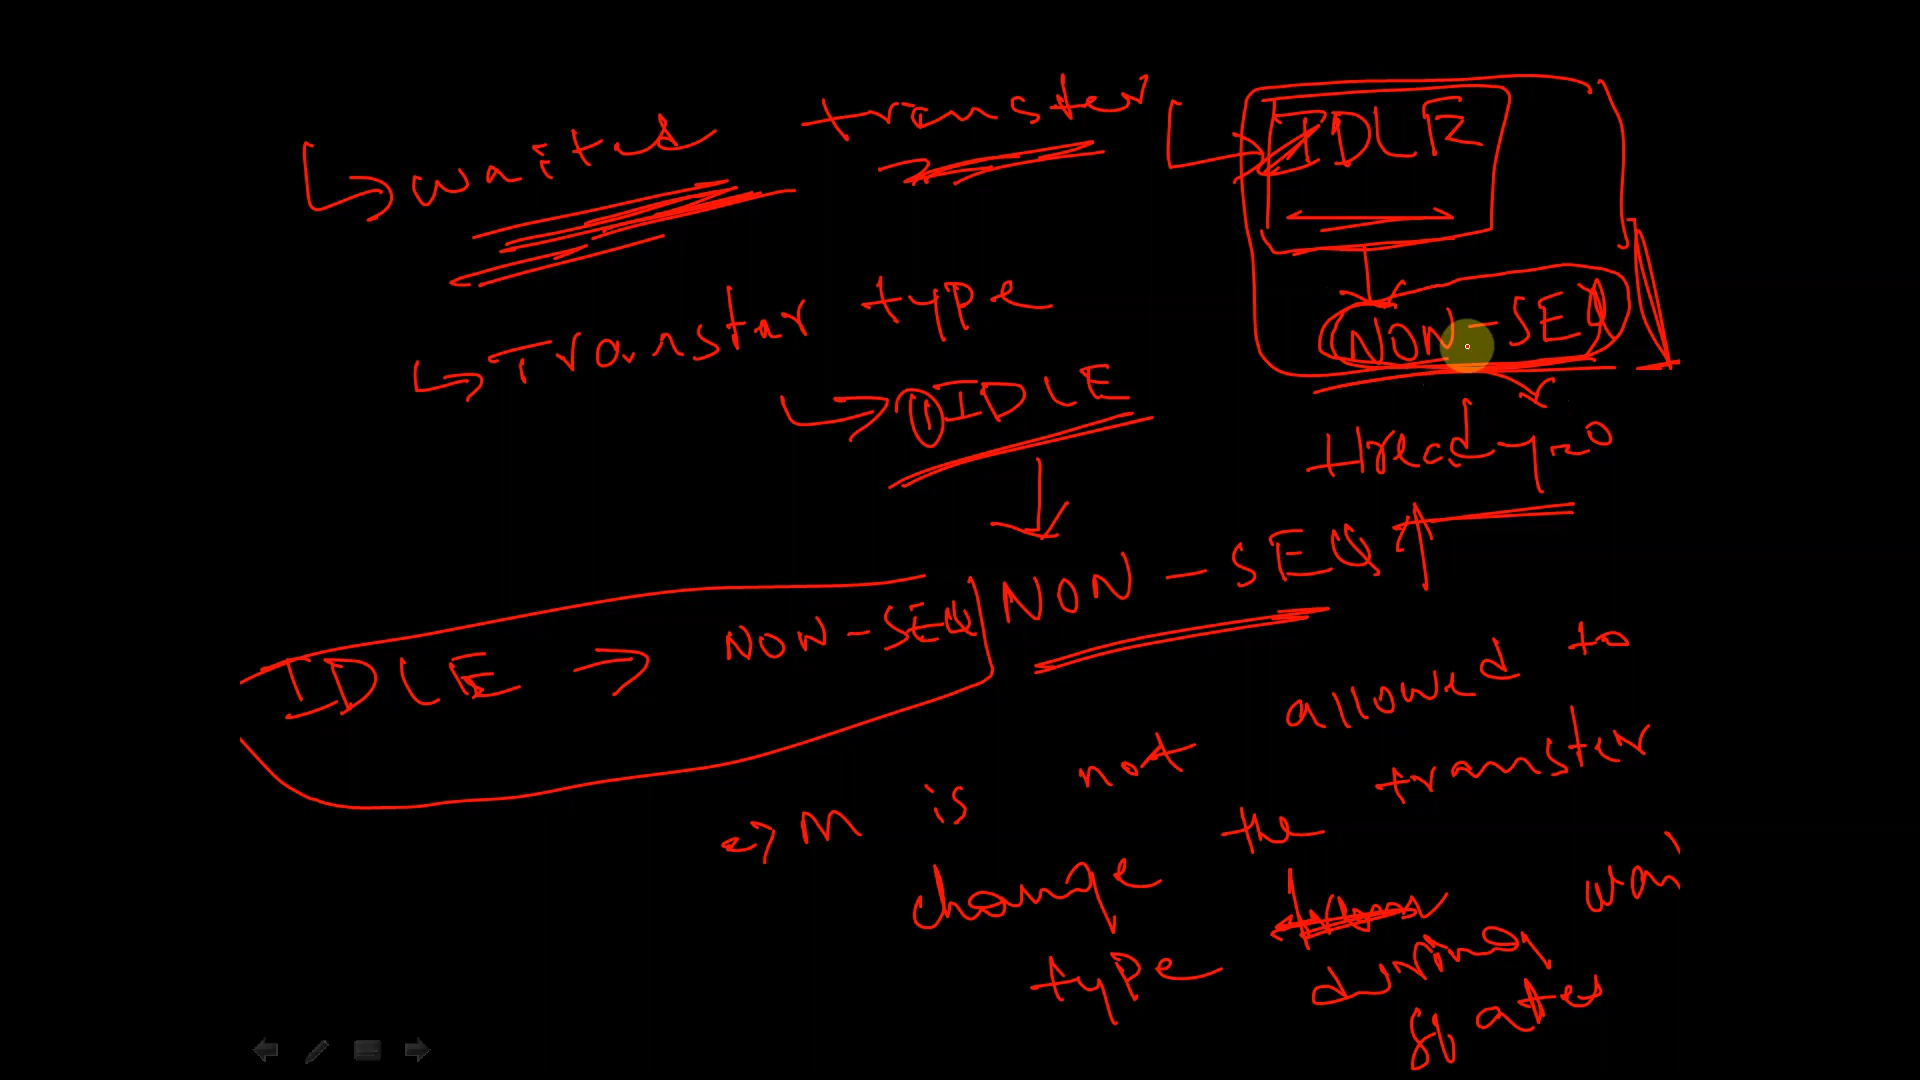 waited transfer
IDLE
Transfer type
NON-SEQ
① IDLE
Hready=0
NON-SEQ
IDLE → NON-SEQ
⇒ M is not allowed to
change the transfer
type during
states